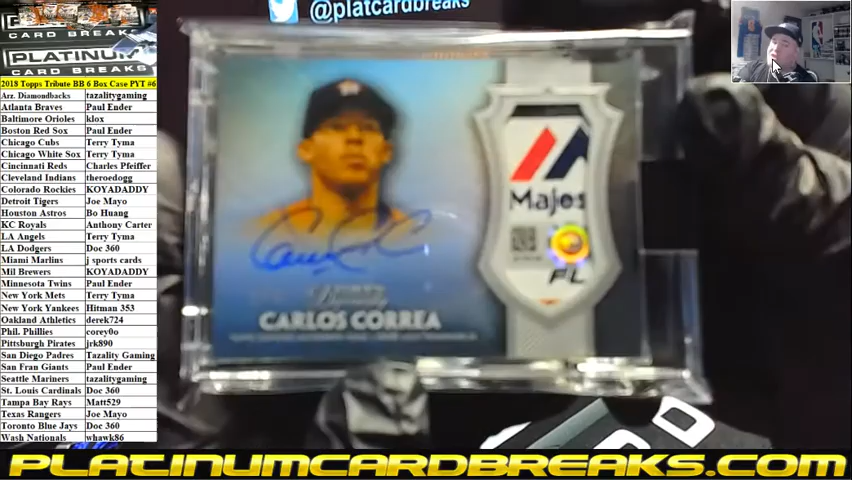 @platcardbreaks
CARD BREAKS
PLATINUM
CARD BREAKS
2018 Topps Tribute BB 6 Box Case PYT #6
Arz. Diamondbacks tazalitygaming
Atlanta Braves Paul Ender
Baltimore Orioles klox
Boston Red Sox Paul Ender
Chicago Cubs Terry Tyma
Chicago White Sox Terry Tyma
Cincinnati Reds Charles Pfeiffer
Cleveland Indians theroedogg
Colorado Rockies KOYADADDY
Detroit Tigers Joe Mayo
Houston Astros Bo Huang
KC Royals Anthony Carter
LA Angels Terry Tyma
LA Dodgers Doc 360
Miami Marlins j sports cards
Mil Brewers KOYADADDY
Minnesota Twins Paul Ender
New York Mets Terry Tyma
New York Yankees Hitman 353
Oakland Athletics derek724
Phil. Phillies corey0o
Pittsburgh Pirates jrk890
San Diego Padres Tazality Gaming
San Fran Giants Paul Ender
Seattle Mariners tazalitygaming
St. Louis Cardinals Doc 360
Tampa Bay Rays Matt529
Texas Rangers Joe Mayo
Toronto Blue Jays Doc 360
Wash Nationals whawk86
Majes
FL
Dynasty
CARLOS CORREA
PLATINUMCARDBREAKS.COM